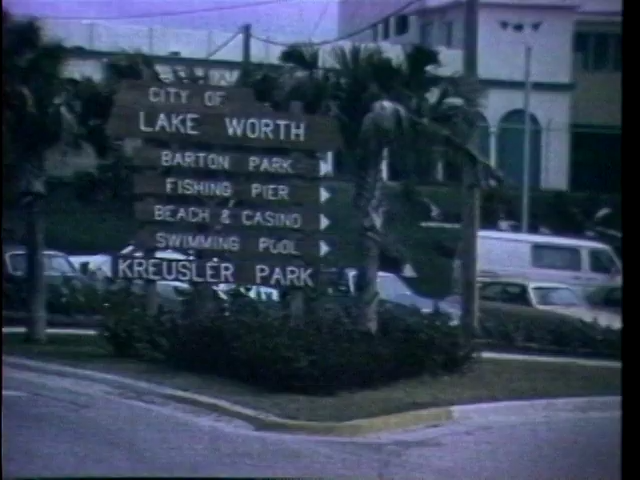 CITY OF
LAKE WORTH
BARTON PARK
FISHING PIER
BEACH & CASINO
SWIMMING POOL
KREUSLER PARK